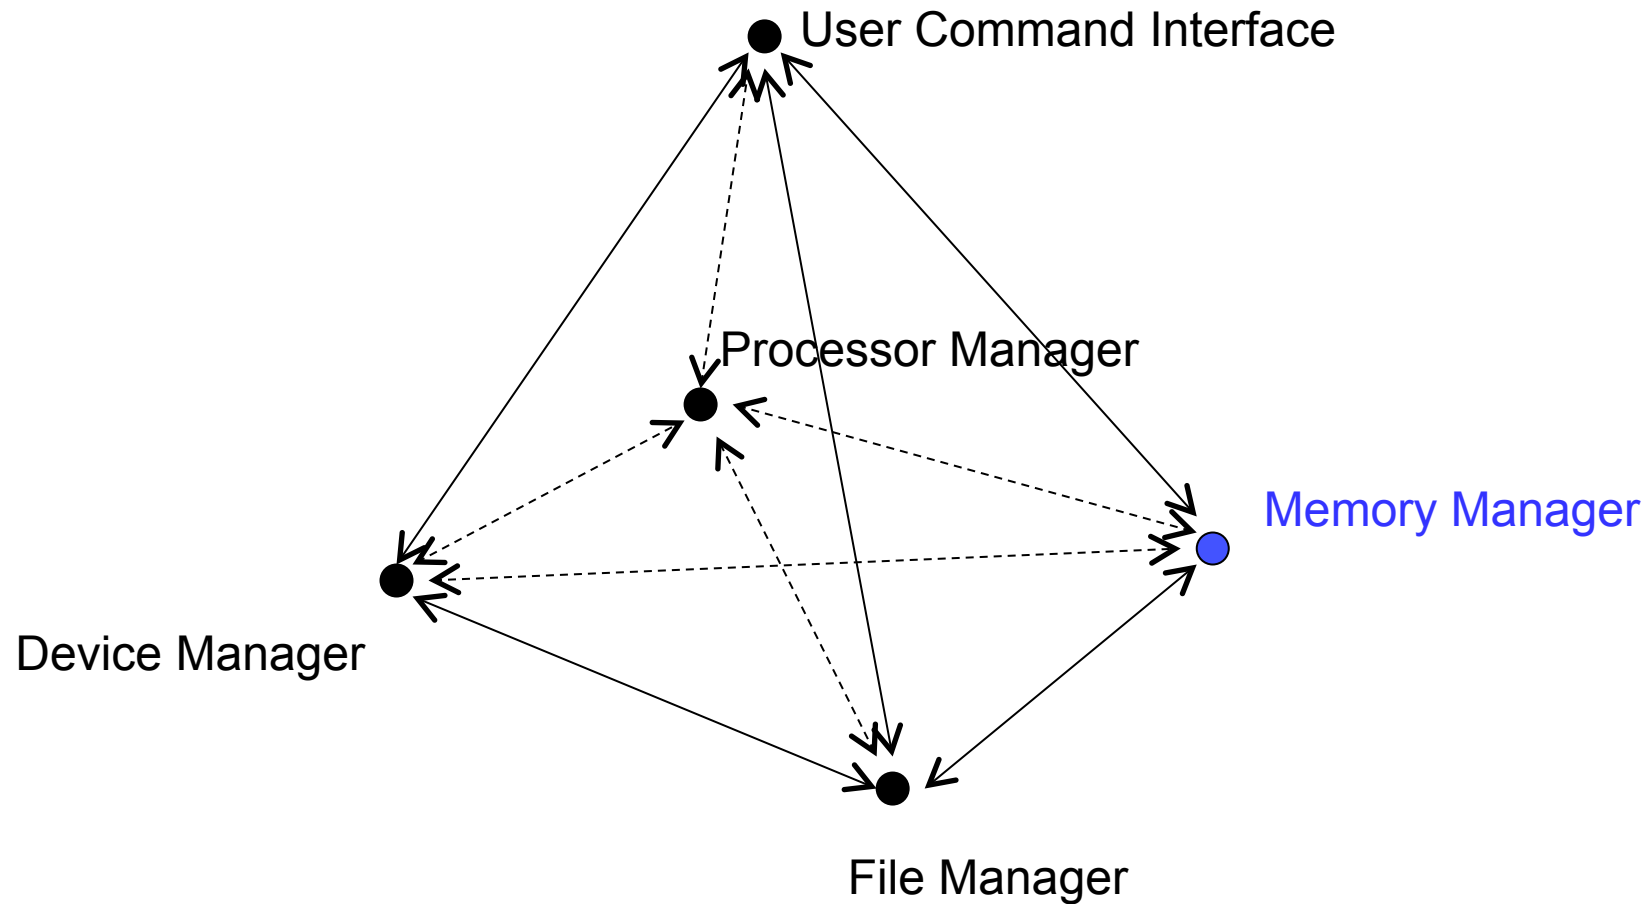 User Command Interface
Processor Manager
Memory Manager
Device Manager
File Manager